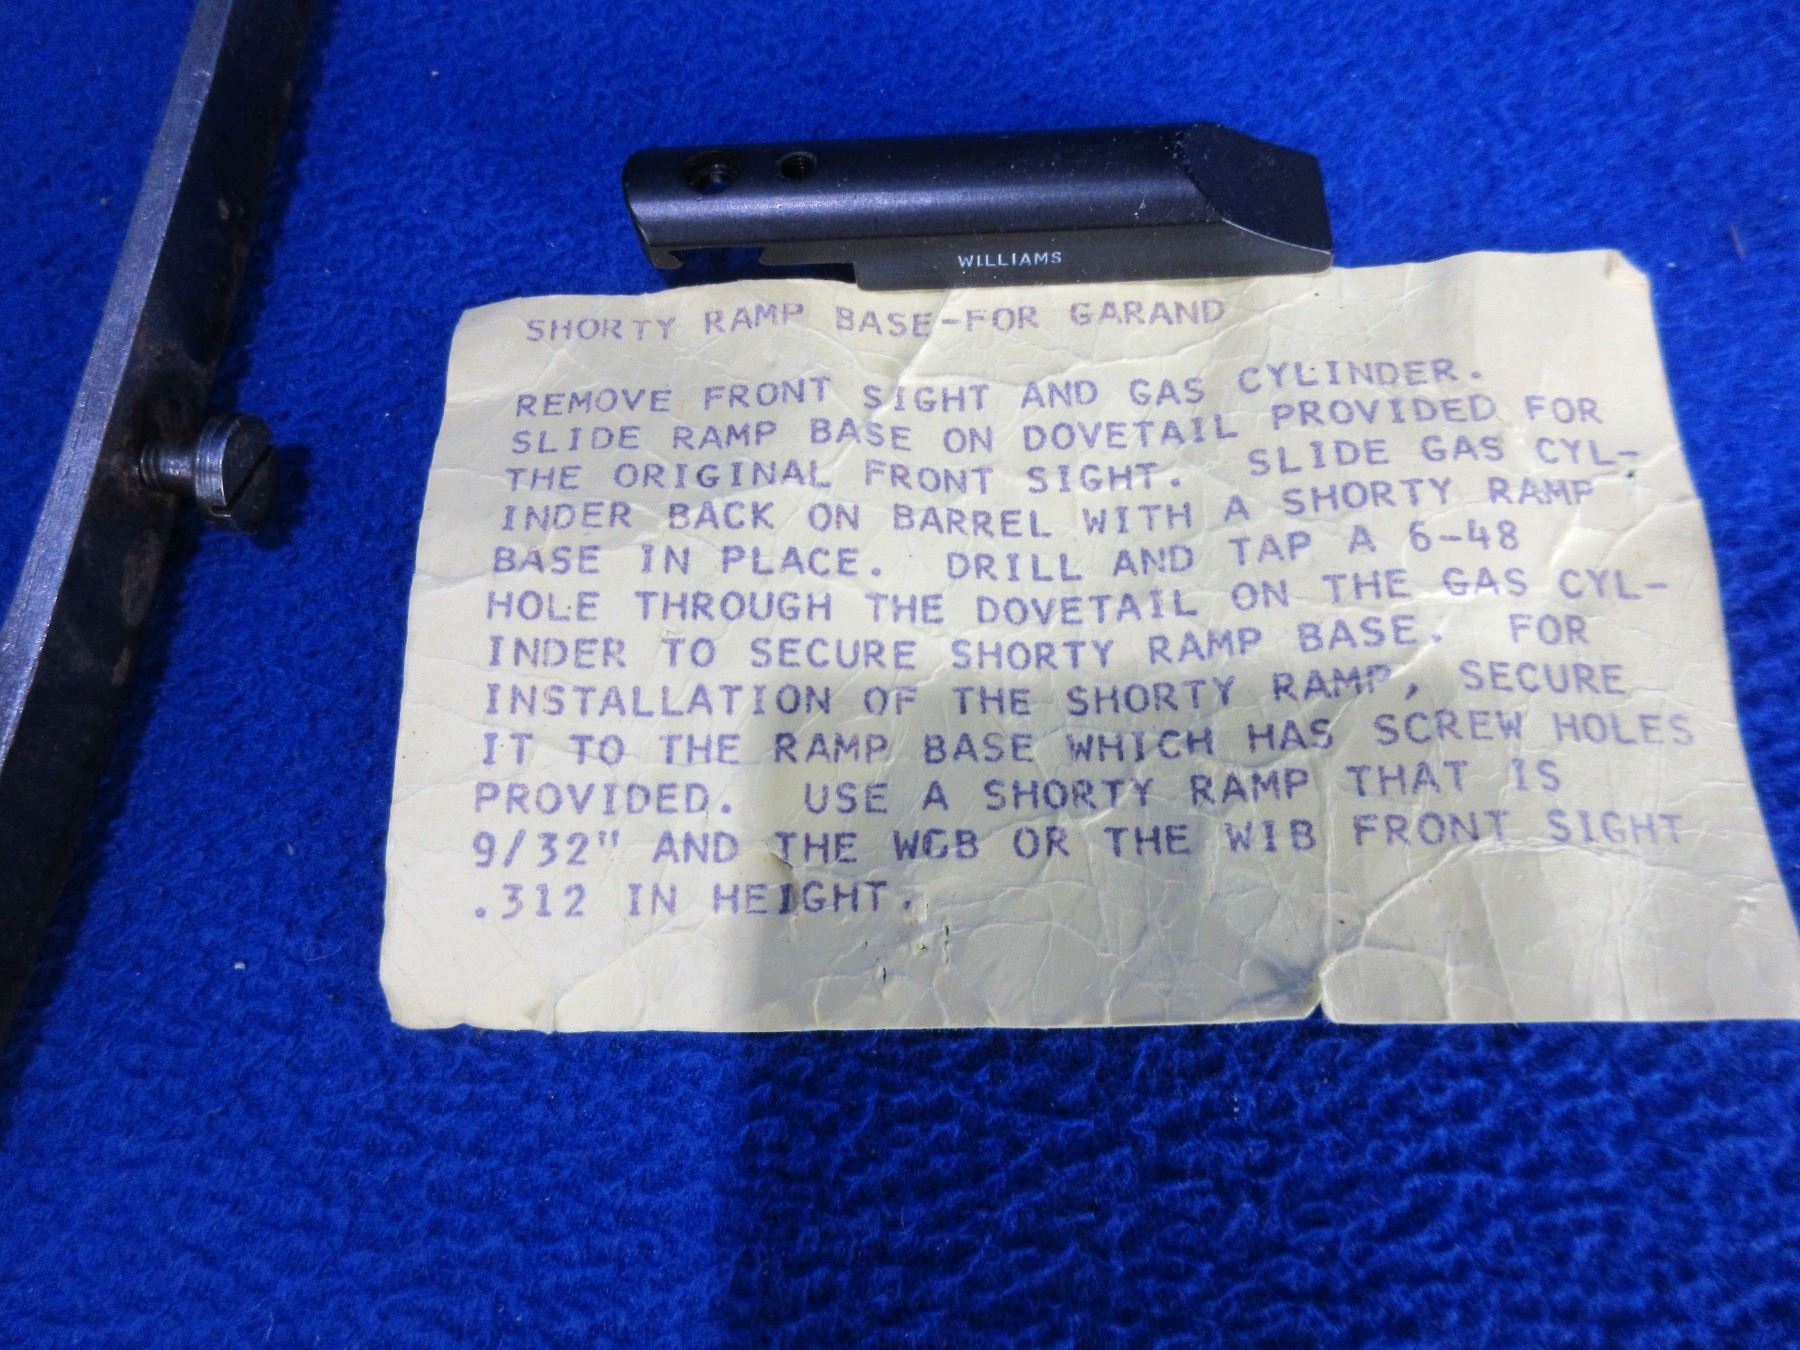 WILLIAMS
SHORTY RAMP BASE-FOR GARAND
REMOVE FRONT SIGHT AND GAS CYLINDER.
SLIDE RAMP BASE ON DOVETAIL PROVIDED FOR
THE ORIGINAL FRONT SIGHT. SLIDE GAS CYL-
INDER BACK ON BARREL WITH A SHORTY RAMP
BASE IN PLACE. DRILL AND TAP A 6-48
HOLE THROUGH THE DOVETAIL ON THE GAS CYL-
INDER TO SECURE SHORTY RAMP BASE. FOR
INSTALLATION OF THE SHORTY RAMP, SECURE
IT TO THE RAMP BASE WHICH HAS SCREW HOLES
PROVIDED. USE A SHORTY RAMP THAT IS
9/32" AND THE WGB OR THE WIB FRONT SIGHT
.312 IN HEIGHT.